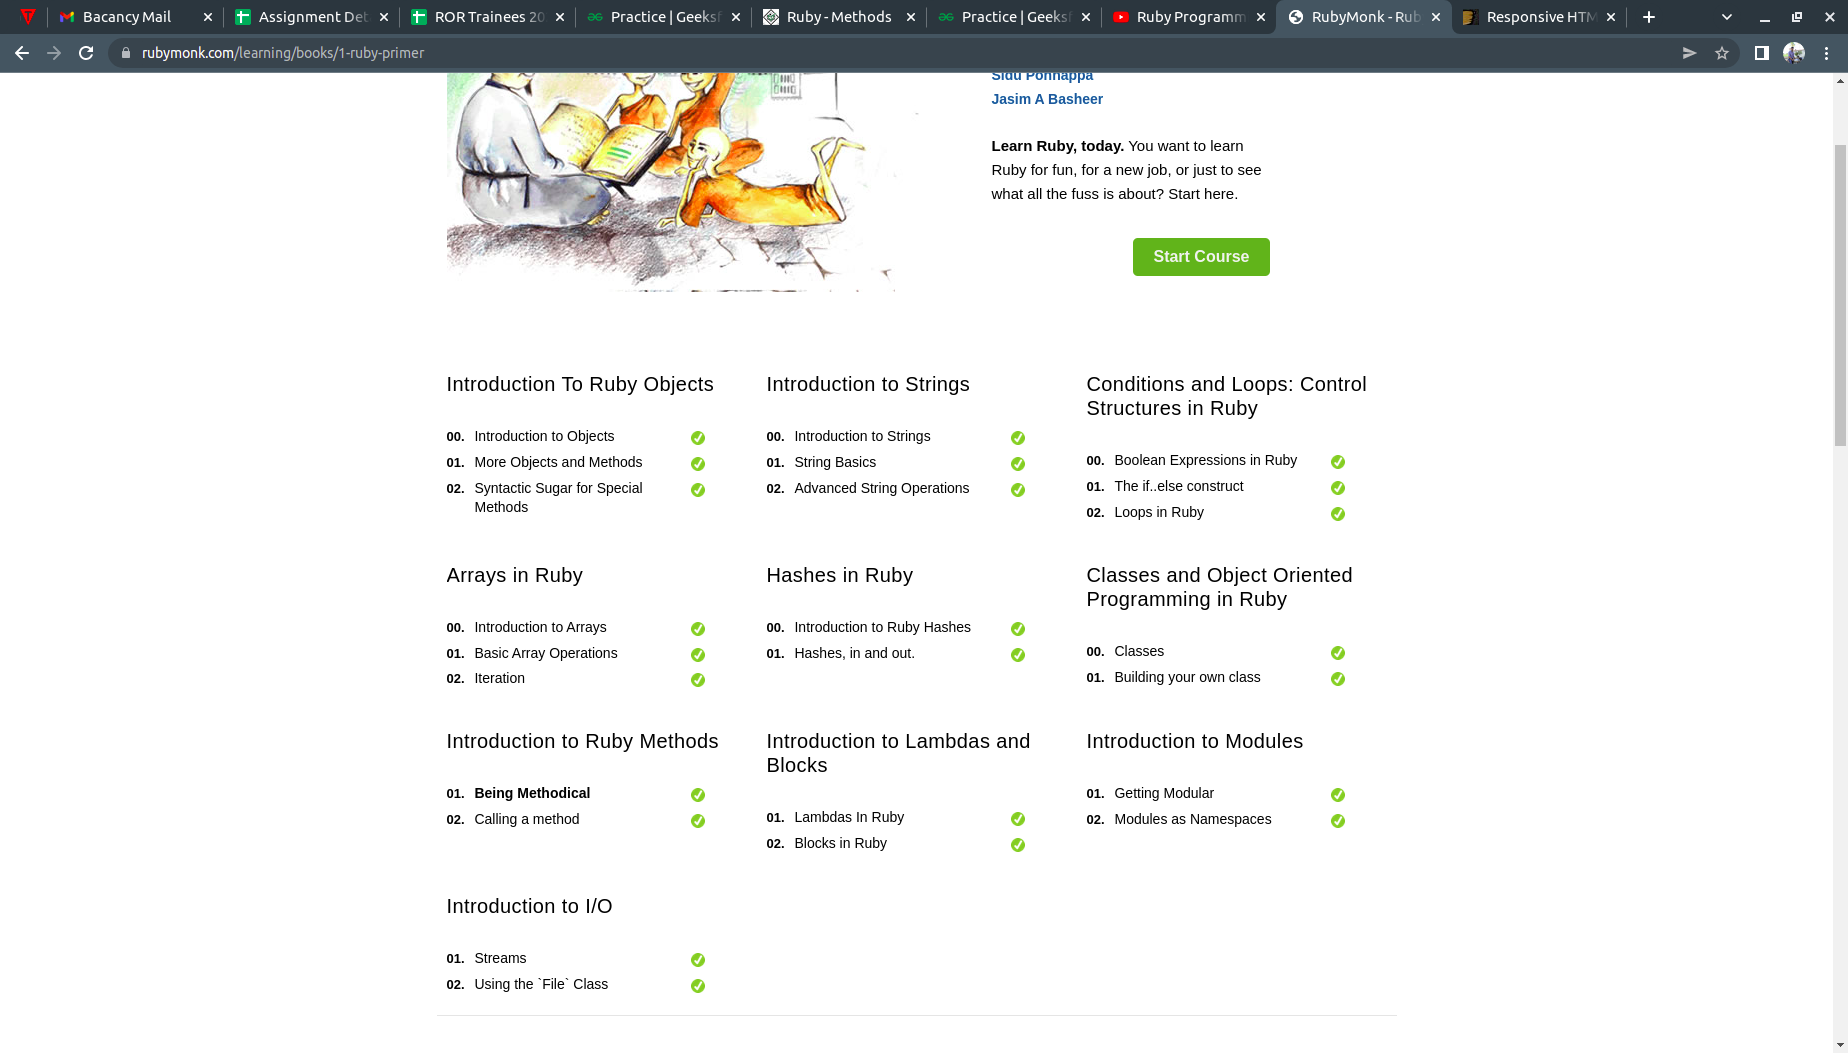 Bacancy Mail
Assignment Det
ROR Trainees 20
Practice | Geeksf
Ruby - Methods
Practice | Geeksf
Ruby Programm
RubyMonk - Rub
Responsive HTM
rubymonk.com/learning/books/1-ruby-primer
Sidu Ponnappa
Jasim A Basheer
Learn Ruby, today. You want to learn
Ruby for fun, for a new job, or just to see
what all the fuss is about? Start here.
Start Course
Introduction To Ruby Objects
00. Introduction to Objects
01. More Objects and Methods
02. Syntactic Sugar for Special
Methods
Introduction to Strings
00. Introduction to Strings
01. String Basics
02. Advanced String Operations
Conditions and Loops: Control
Structures in Ruby
00. Boolean Expressions in Ruby
01. The if..else construct
02. Loops in Ruby
Arrays in Ruby
00. Introduction to Arrays
01. Basic Array Operations
02. Iteration
Hashes in Ruby
00. Introduction to Ruby Hashes
01. Hashes, in and out.
Classes and Object Oriented
Programming in Ruby
00. Classes
01. Building your own class
Introduction to Ruby Methods
01. Being Methodical
02. Calling a method
Introduction to Lambdas and
Blocks
01. Lambdas In Ruby
02. Blocks in Ruby
Introduction to Modules
01. Getting Modular
02. Modules as Namespaces
Introduction to I/O
01. Streams
02. Using the `File` Class